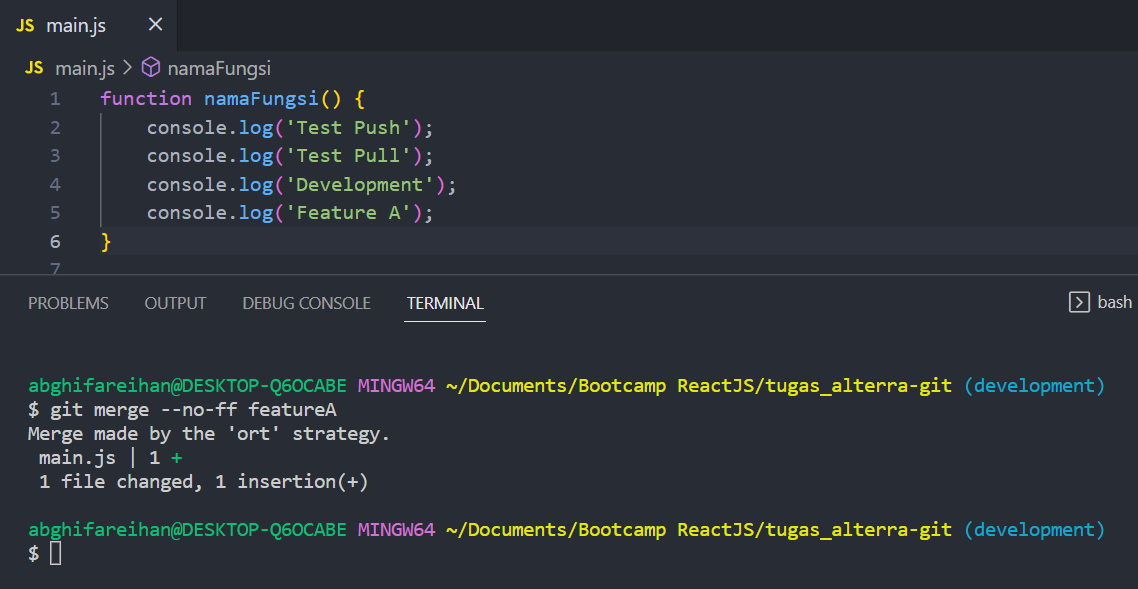 JS main.js ×
JS main.js > namaFungsi
1 function namaFungsi() {
2 console.log('Test Push');
3 console.log('Test Pull');
4 console.log('Development');
5 console.log('Feature A');
6 }
7
PROBLEMS OUTPUT DEBUG CONSOLE TERMINAL bash
abghifareihan@DESKTOP-Q6OCABE MINGW64 ~/Documents/Bootcamp ReactJS/tugas_alterra-git (development)
$ git merge --no-ff featureA
Merge made by the 'ort' strategy.
main.js | 1 +
1 file changed, 1 insertion(+)
abghifareihan@DESKTOP-Q6OCABE MINGW64 ~/Documents/Bootcamp ReactJS/tugas_alterra-git (development)
$